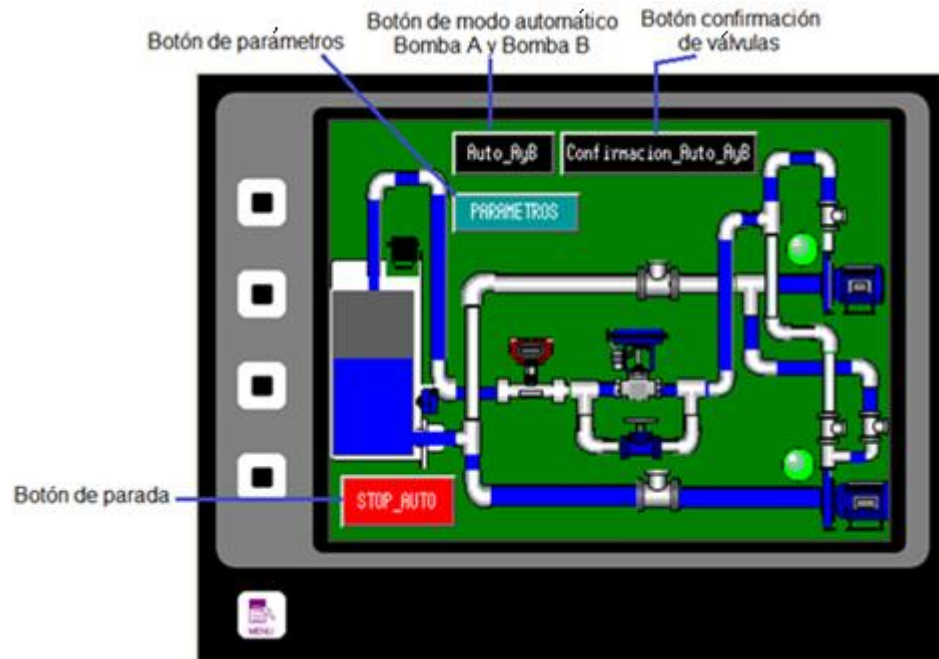 Botón de parámetros
Botón de modo automático
Bomba A y Bomba B
Botón confirmación
de válvulas
Auto_AyB
Confirmacion_Auto_AyB
PARAMETROS
Botón de parada
STOP_AUTO
MENU